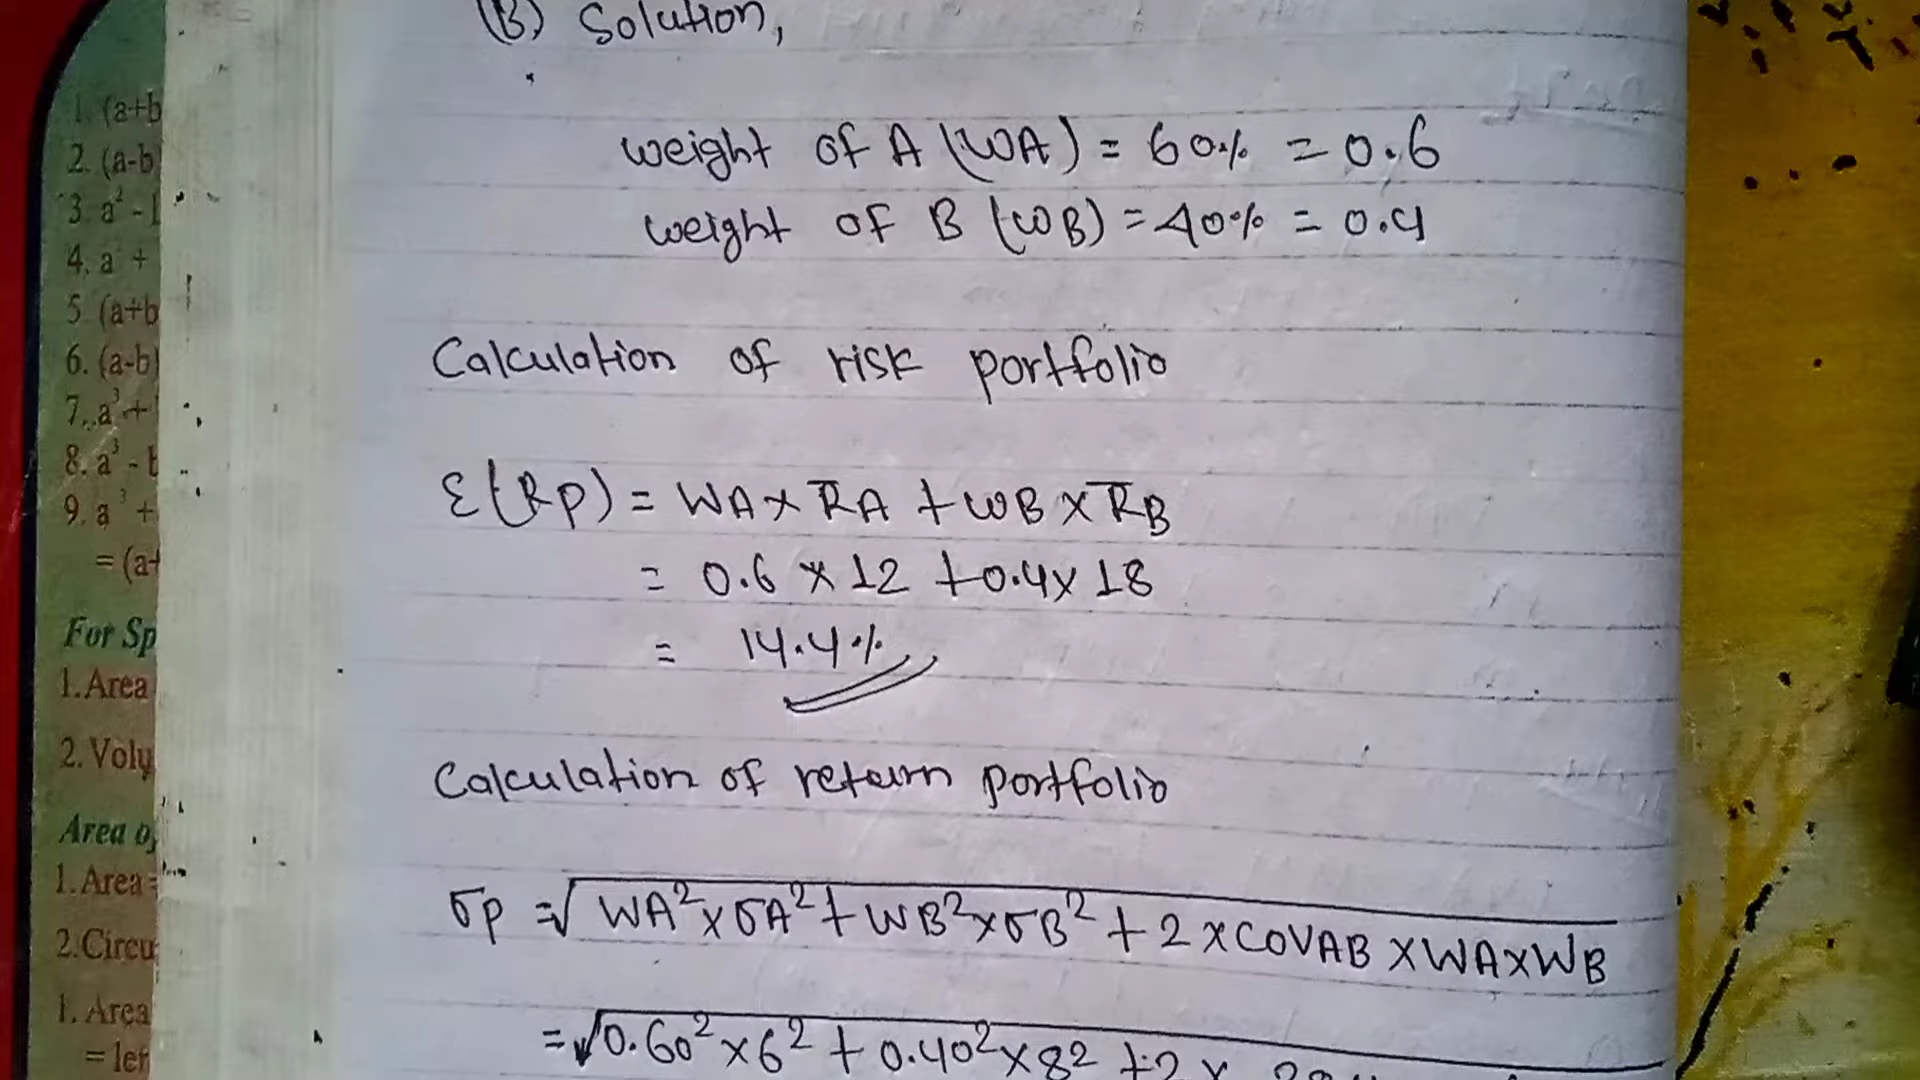 (B) Solution,
weight of A (WA) = 60% = 0.6
weight of B (WB) = 40% = 0.4
Calculation of risk portfolio
E(RP) = WA × R̅A + WB × R̅B
= 0.6 × 12 + 0.4 × 18
= 14.4%
Calculation of return portfolio
σp = √WA² × σA² + WB² × σB² + 2 × COVAB × WA × WB
= √0.60² × 6² + 0.40² × 8² + 2 ×
1. (a+b
2. (a-b)
3. a² -
4. a +
5 (a+b
6. (a-b)
7. a³ +
8. a³ - b
9. a³ +
= (a+
For Sp
1. Area
2. Volu
Area o
1. Area =
2. Circu
1. Area
= len